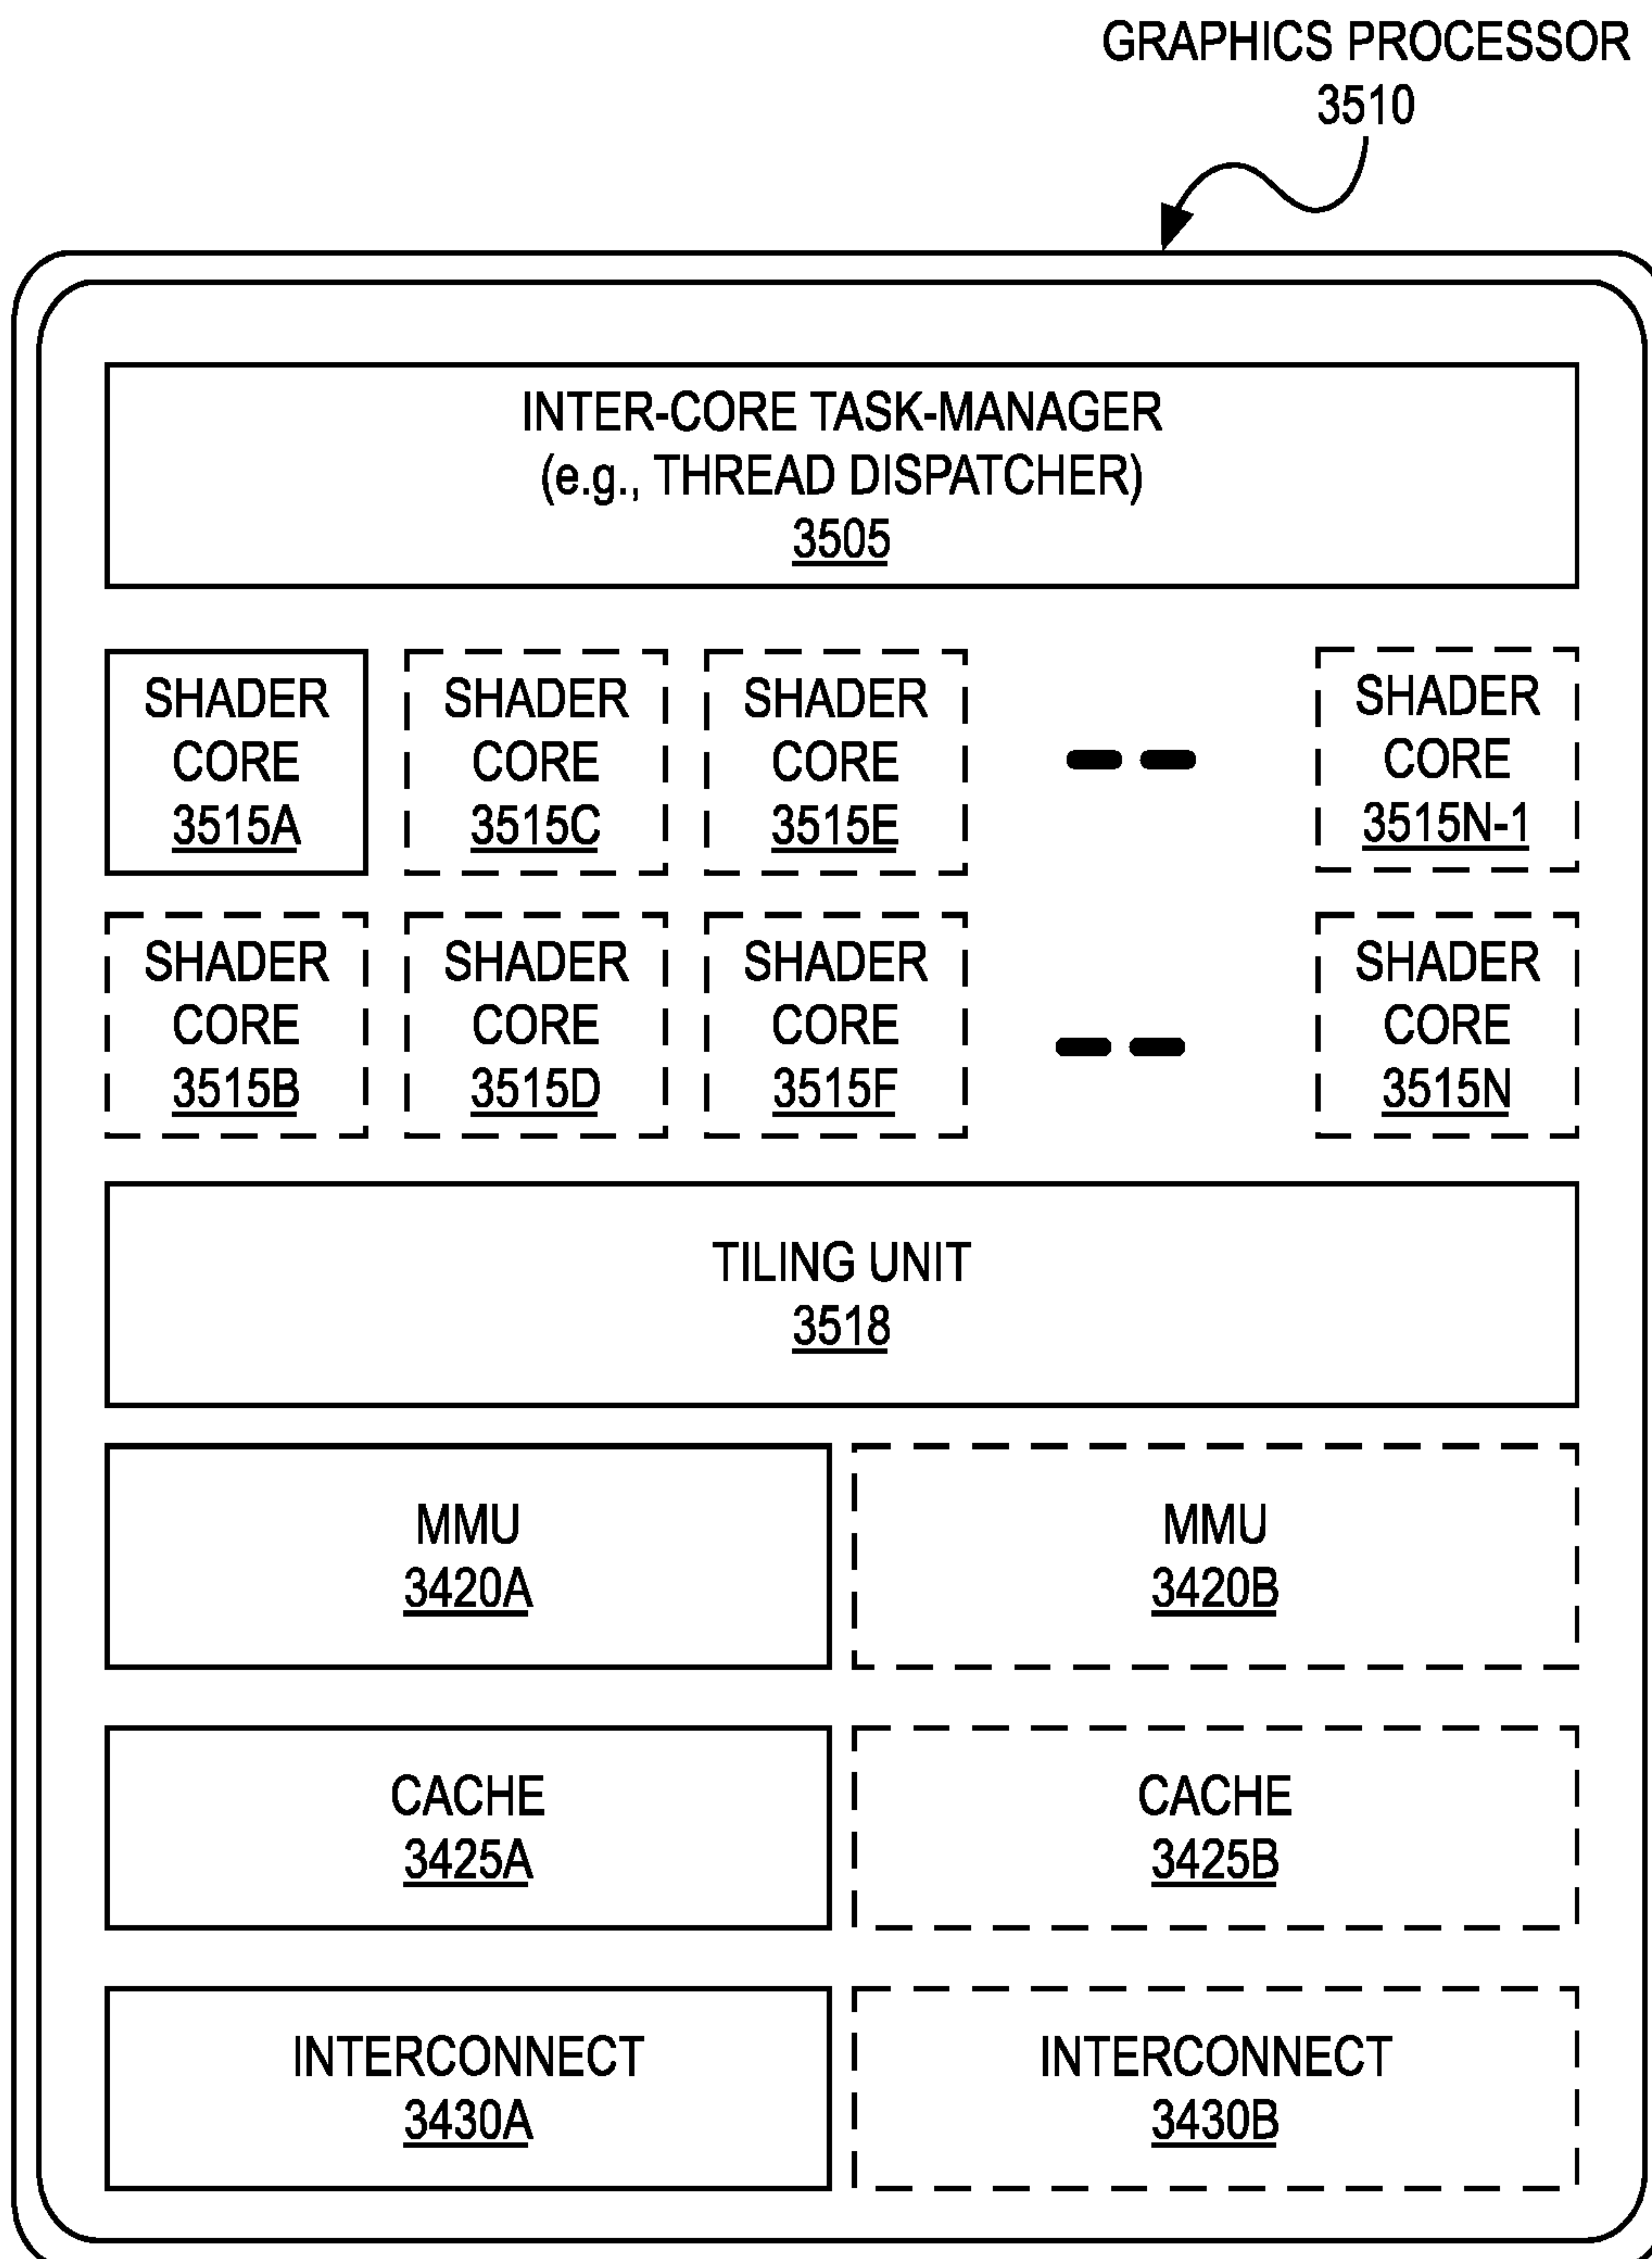 GRAPHICS PROCESSOR
3510
INTER-CORE TASK-MANAGER
(e.g., THREAD DISPATCHER)
3505
SHADER
CORE
3515A
SHADER
CORE
3515C
SHADER
CORE
3515E
SHADER
CORE
3515N-1
SHADER
CORE
3515B
SHADER
CORE
3515D
SHADER
CORE
3515F
SHADER
CORE
3515N
TILING UNIT
3518
MMU
3420A
MMU
3420B
CACHE
3425A
CACHE
3425B
INTERCONNECT
3430A
INTERCONNECT
3430B